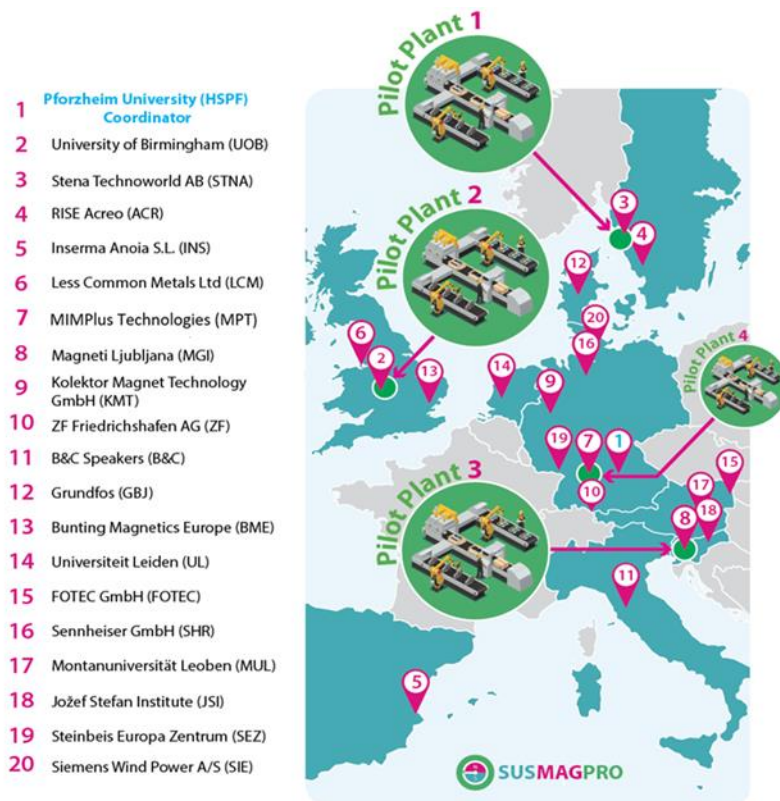 1 Pforzheim University (HSPF)
Coordinator
2 University of Birmingham (UOB)
3 Stena Technoworld AB (STNA)
4 RISE Acreo (ACR)
5 Inserma Anoia S.L. (INS)
6 Less Common Metals Ltd (LCM)
7 MIMPlus Technologies (MPT)
8 Magneti Ljubljana (MGI)
9 Kolektor Magnet Technology
GmbH (KMT)
10 ZF Friedrichshafen AG (ZF)
11 B&C Speakers (B&C)
12 Grundfos (GBJ)
13 Bunting Magnetics Europe (BME)
14 Universiteit Leiden (UL)
15 FOTEC GmbH (FOTEC)
16 Sennheiser GmbH (SHR)
17 Montanuniversität Leoben (MUL)
18 Jožef Stefan Institute (JSI)
19 Steinbeis Europa Zentrum (SEZ)
20 Siemens Wind Power A/S (SIE)
Pilot Plant 1
Pilot Plant 2
Pilot Plant 4
Pilot Plant 3
3
4
12
20
16
6
2
13
14
9
19
7
1
10
15
17
18
8
11
5
SUSMAGPRO